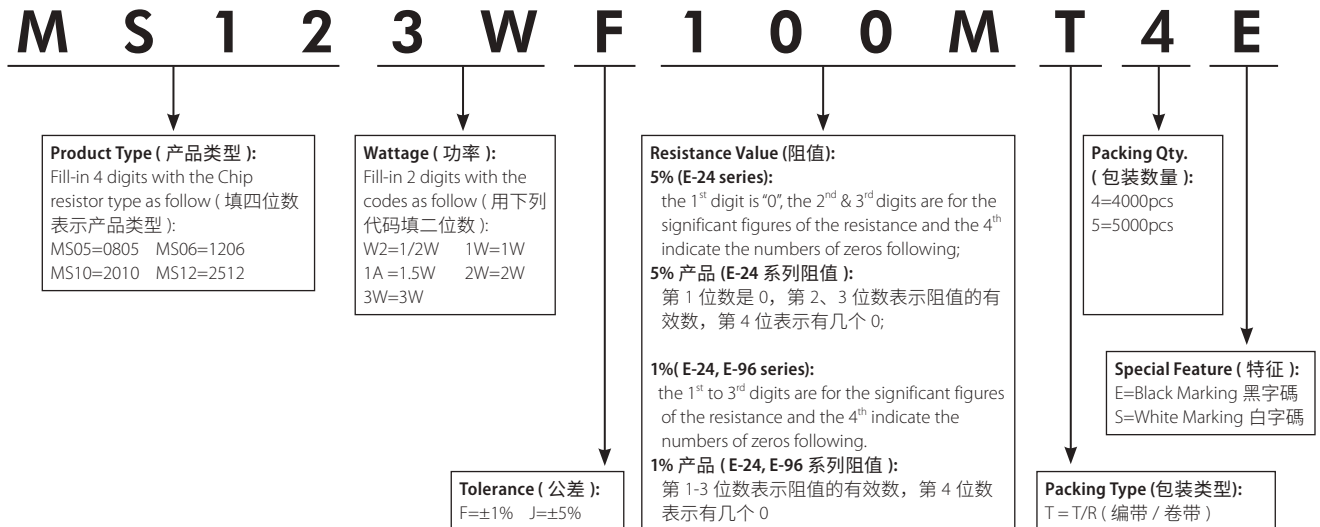 M S 1 2 3 W F 1 0 0 M T 4 E
Product Type ( 产品类型 ):
Fill-in 4 digits with the Chip
resistor type as follow ( 填四位数
表示产品类型 ):
MS05=0805 MS06=1206
MS10=2010 MS12=2512
Wattage ( 功率 ):
Fill-in 2 digits with the
codes as follow ( 用下列
代码填二位数 ):
W2=1/2W 1W=1W
1A =1.5W 2W=2W
3W=3W
Tolerance ( 公差 ):
F=±1% J=±5%
Resistance Value (阻值):
5% (E-24 series):
the 1st digit is "0", the 2nd & 3rd digits are for the
significant figures of the resistance and the 4th
indicate the numbers of zeros following;
5% 产品 (E-24 系列阻值 ):
第 1 位数是 0，第 2、3 位数表示阻值的有
效数，第 4 位表示有几个 0;
1%( E-24, E-96 series):
the 1st to 3rd digits are for the significant figures
of the resistance and the 4th indicate the
numbers of zeros following.
1% 产品 ( E-24, E-96 系列阻值 ):
第 1-3 位数表示阻值的有效数，第 4 位数
表示有几个 0
Packing Qty.
( 包装数量 ):
4=4000pcs
5=5000pcs
Special Feature ( 特征 ):
E=Black Marking 黑字碼
S=White Marking 白字碼
Packing Type (包装类型):
T = T/R ( 编带 / 卷带 )